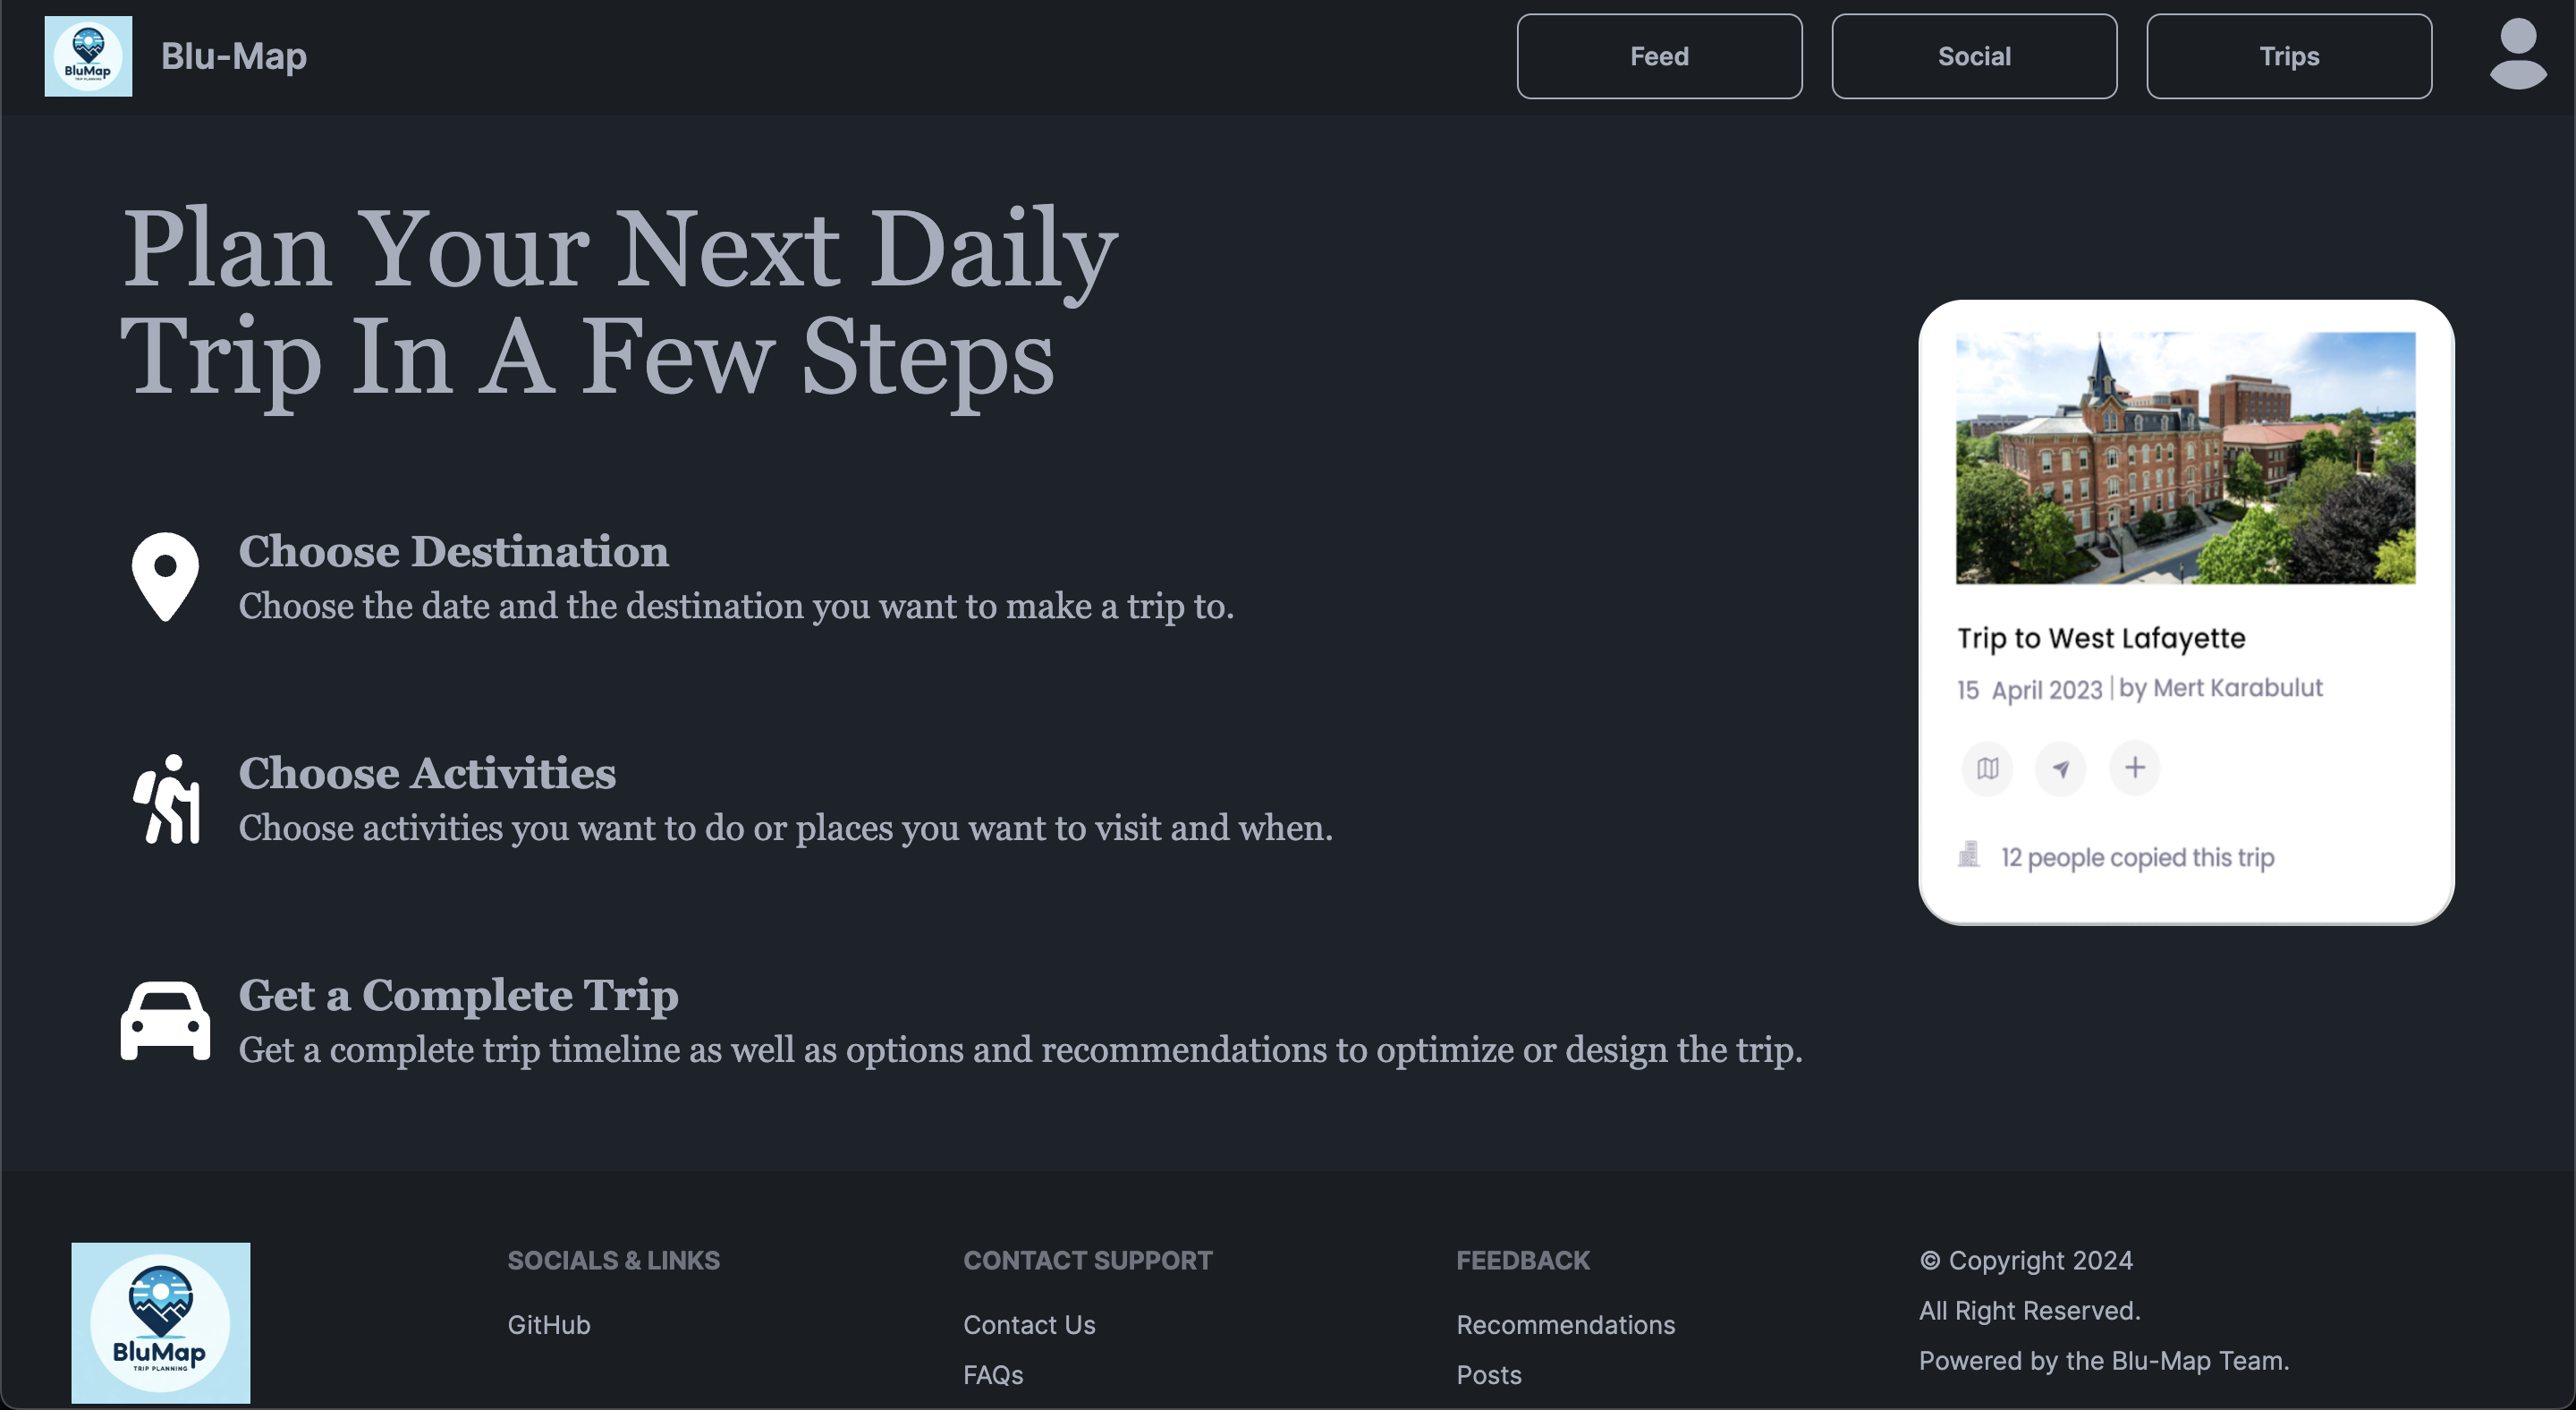 BluMap
TRIP PLANNING
Blu-Map
Feed
Social
Trips
Plan Your Next Daily
Trip In A Few Steps
Choose Destination
Choose the date and the destination you want to make a trip to.
Choose Activities
Choose activities you want to do or places you want to visit and when.
Get a Complete Trip
Get a complete trip timeline as well as options and recommendations to optimize or design the trip.
Trip to West Lafayette
15 April 2023 | by Mert Karabulut
12 people copied this trip
BluMap
TRIP PLANNING
SOCIALS & LINKS
GitHub
CONTACT SUPPORT
Contact Us
FAQs
FEEDBACK
Recommendations
Posts
© Copyright 2024
All Right Reserved.
Powered by the Blu-Map Team.